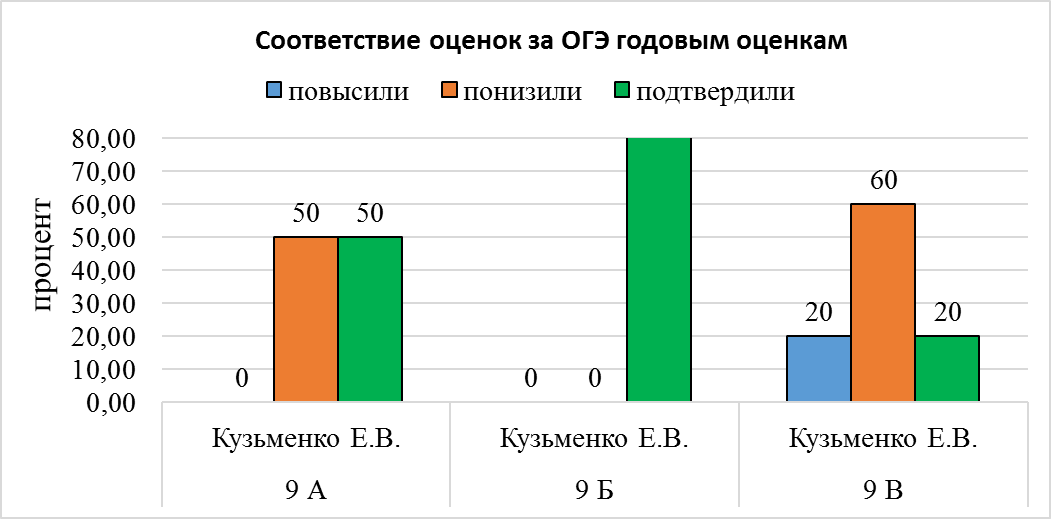 Соответствие оценок за ОГЭ годовым оценкам
повысили понизили подтвердили
процент
80,00
70,00
60,00
50,00
40,00
30,00
20,00
10,00
0,00
0 50 50
0 0
20 60 20
Кузьменко Е.В. Кузьменко Е.В. Кузьменко Е.В.
9 А 9 Б 9 В